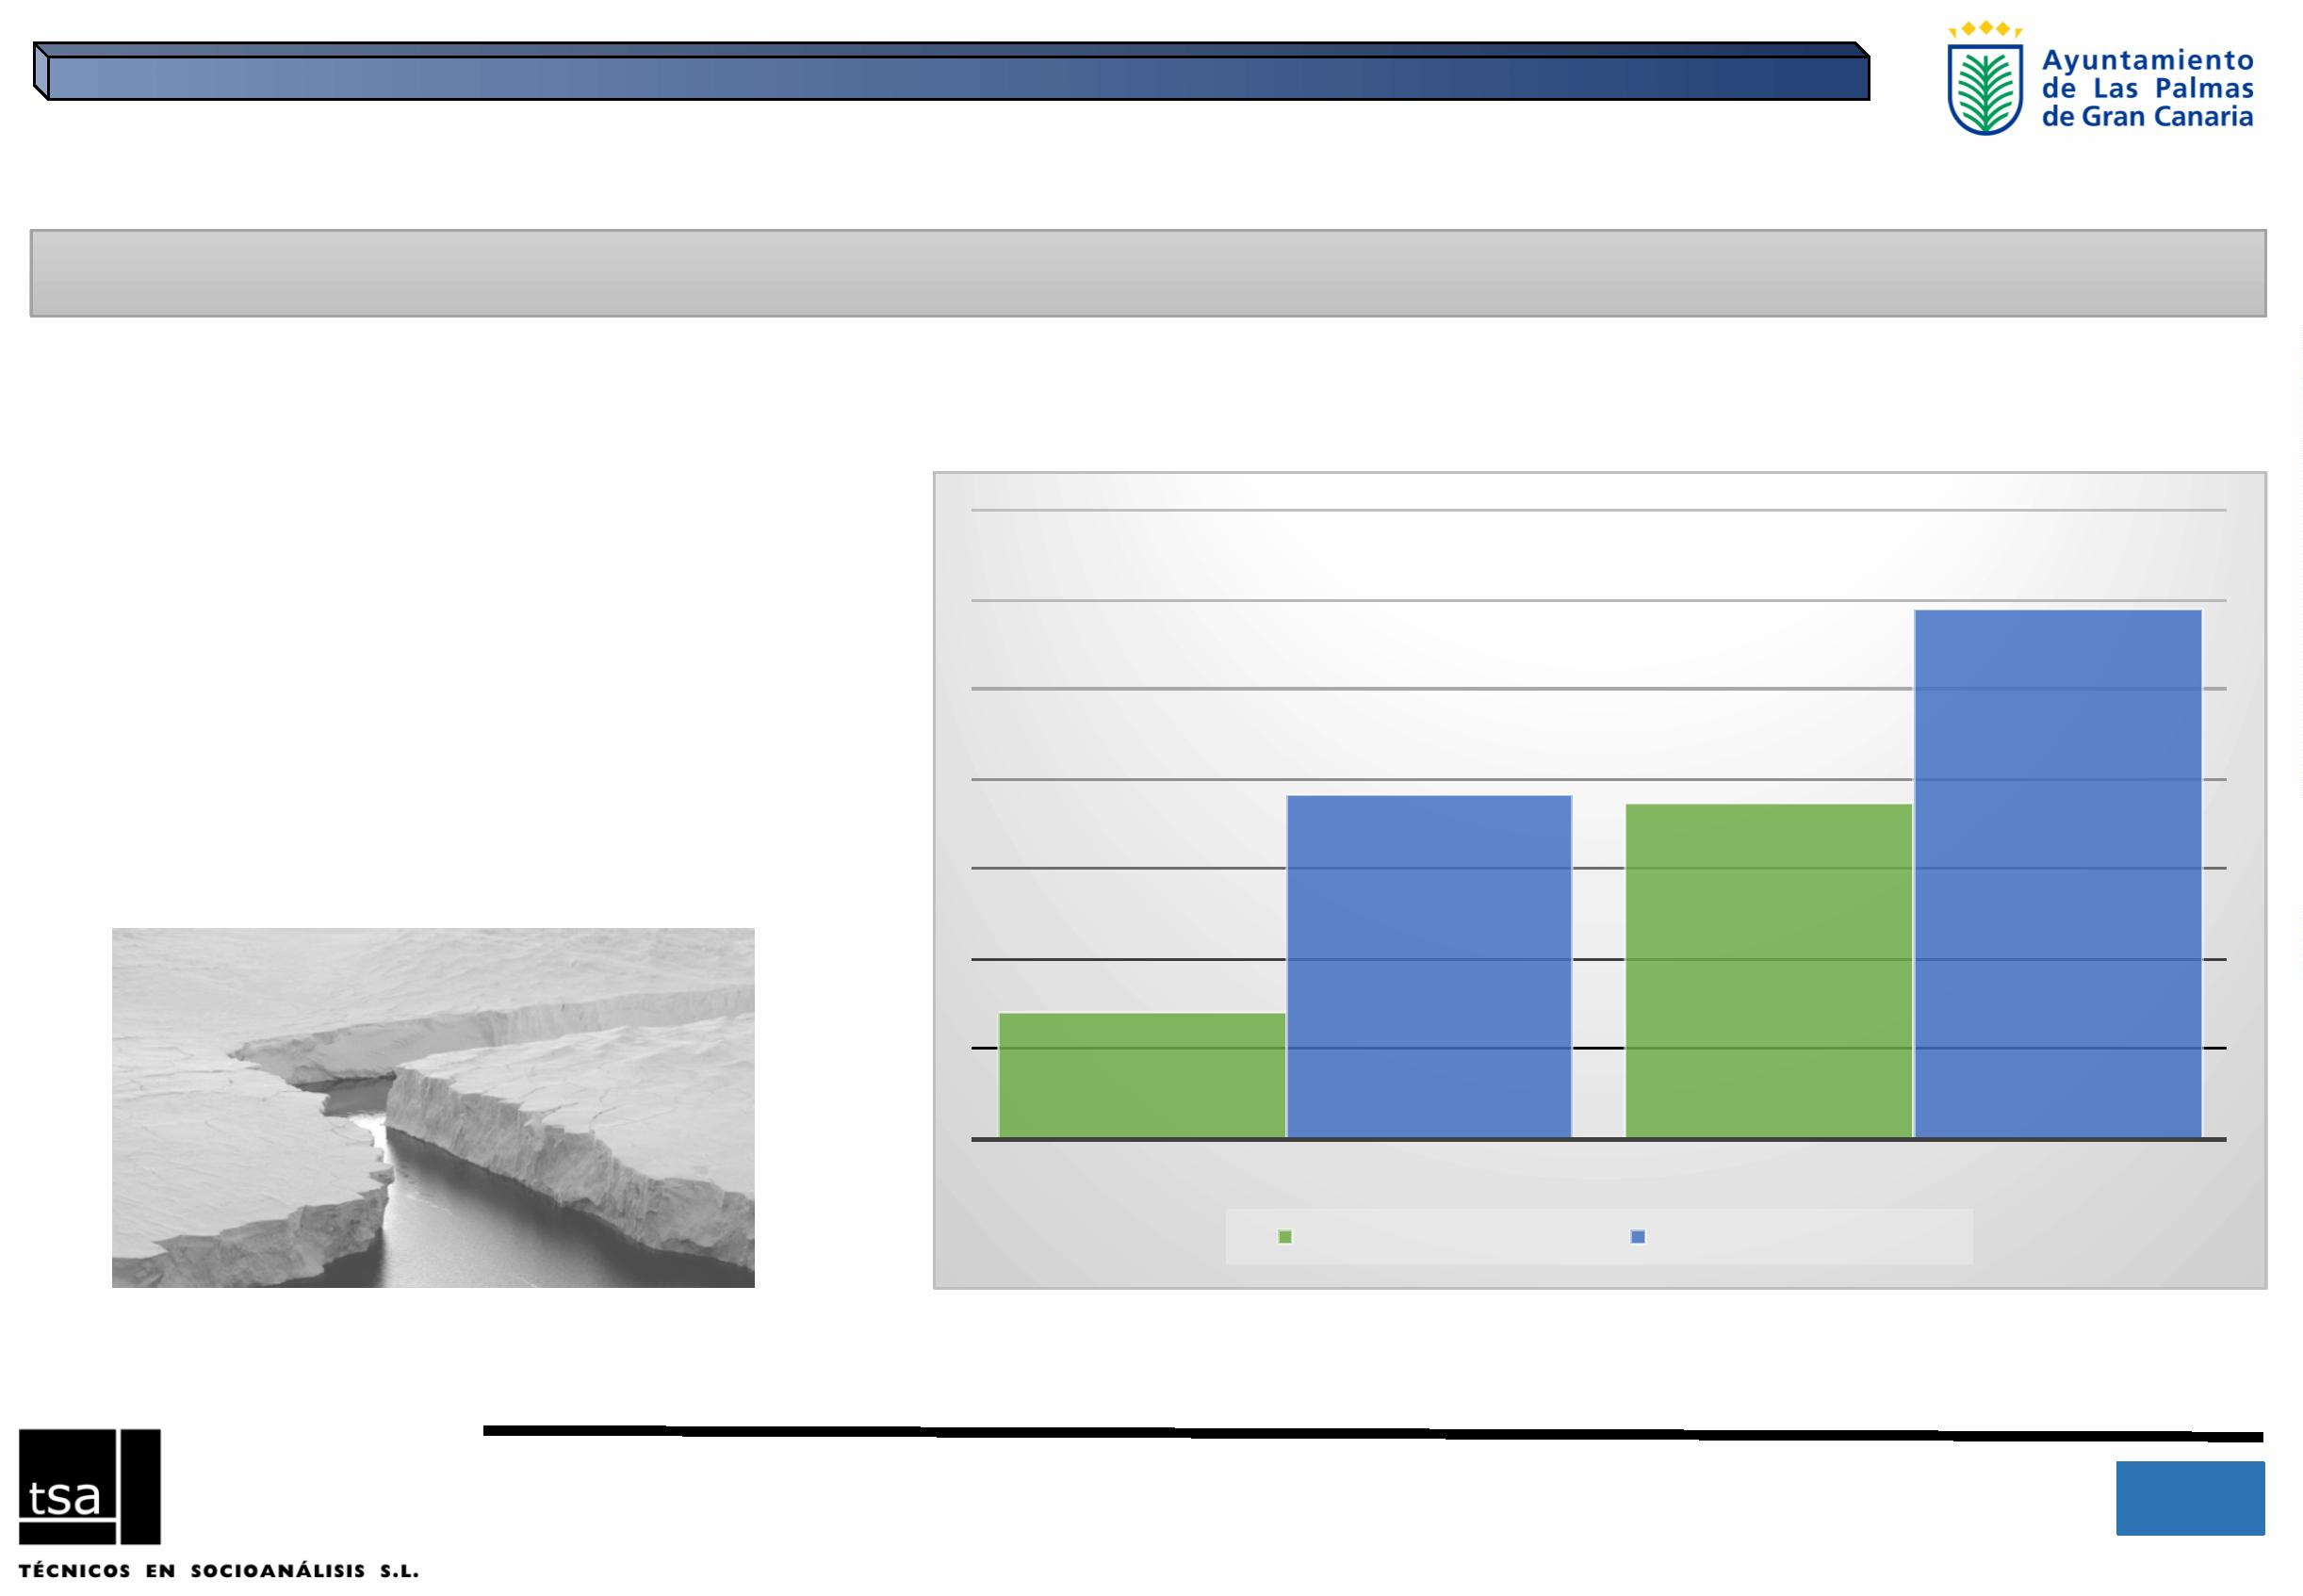 Ayuntamiento
de Las Palmas
de Gran Canaria
tsa
TÉCNICOS EN SOCIOANÁLISIS S.L.